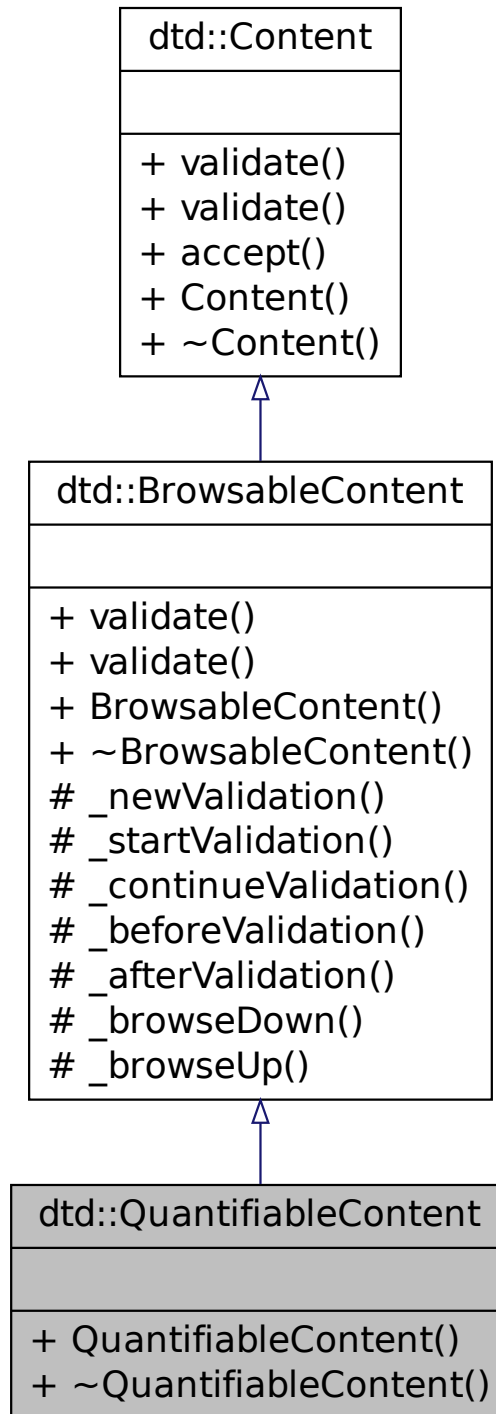 dtd::Content
+ validate()
+ validate()
+ accept()
+ Content()
+ ~Content()
dtd::BrowsableContent
+ validate()
+ validate()
+ BrowsableContent()
+ ~BrowsableContent()
# _newValidation()
# _startValidation()
# _continueValidation()
# _beforeValidation()
# _afterValidation()
# _browseDown()
# _browseUp()
dtd::QuantifiableContent
+ QuantifiableContent()
+ ~QuantifiableContent()